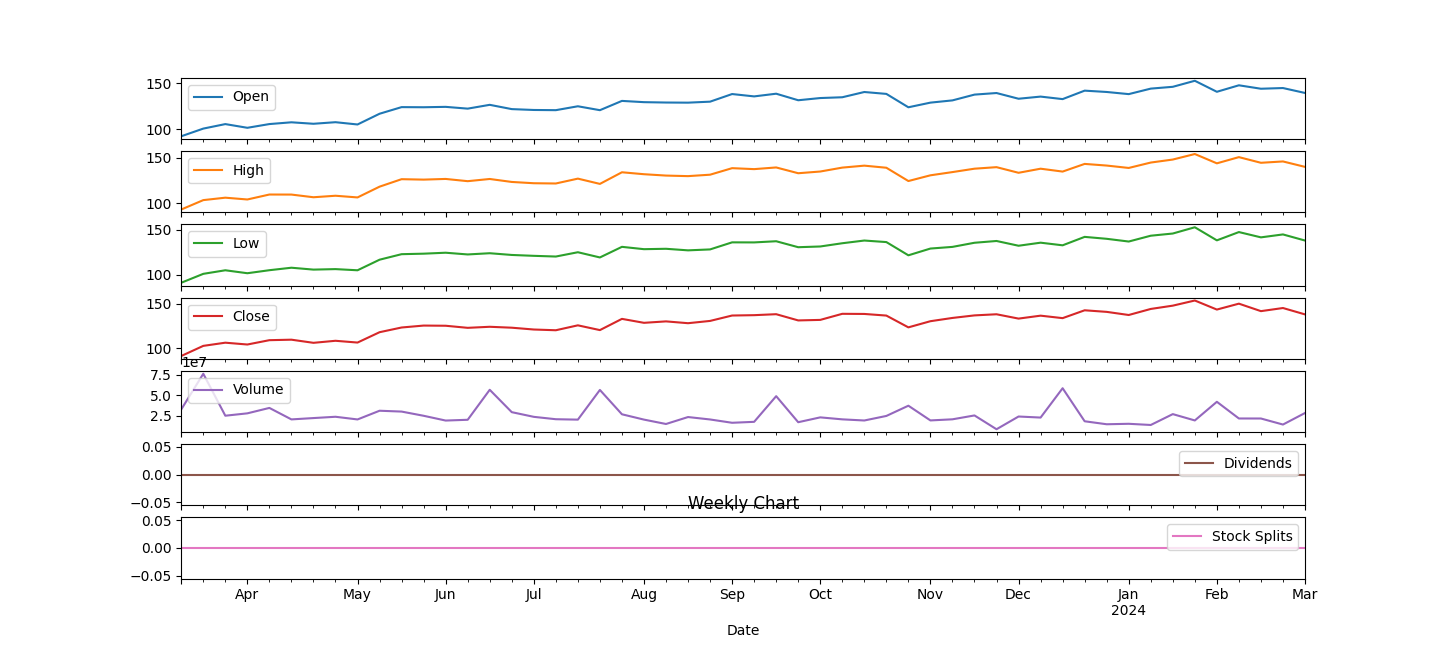 150
100
Open
150
100
High
150
100
Low
150
100
Close
1e7
7.5
5.0
2.5
Volume
0.05
0.00
−0.05
Dividends
Weekly Chart
0.05
0.00
−0.05
Stock Splits
Apr May Jun Jul Aug Sep Oct Nov Dec Jan Feb Mar
2024
Date